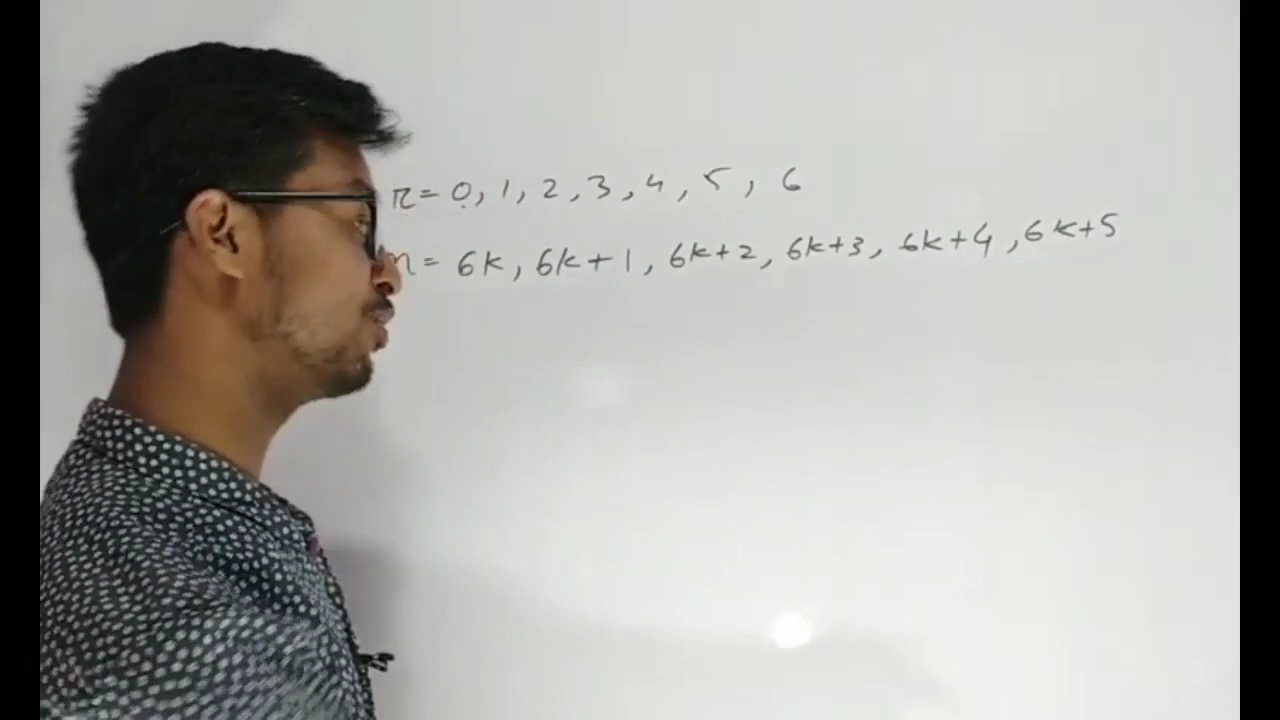 r = 0, 1, 2, 3, 4, 5, 6
n = 6k, 6k+1, 6k+2, 6k+3, 6k+4, 6k+5